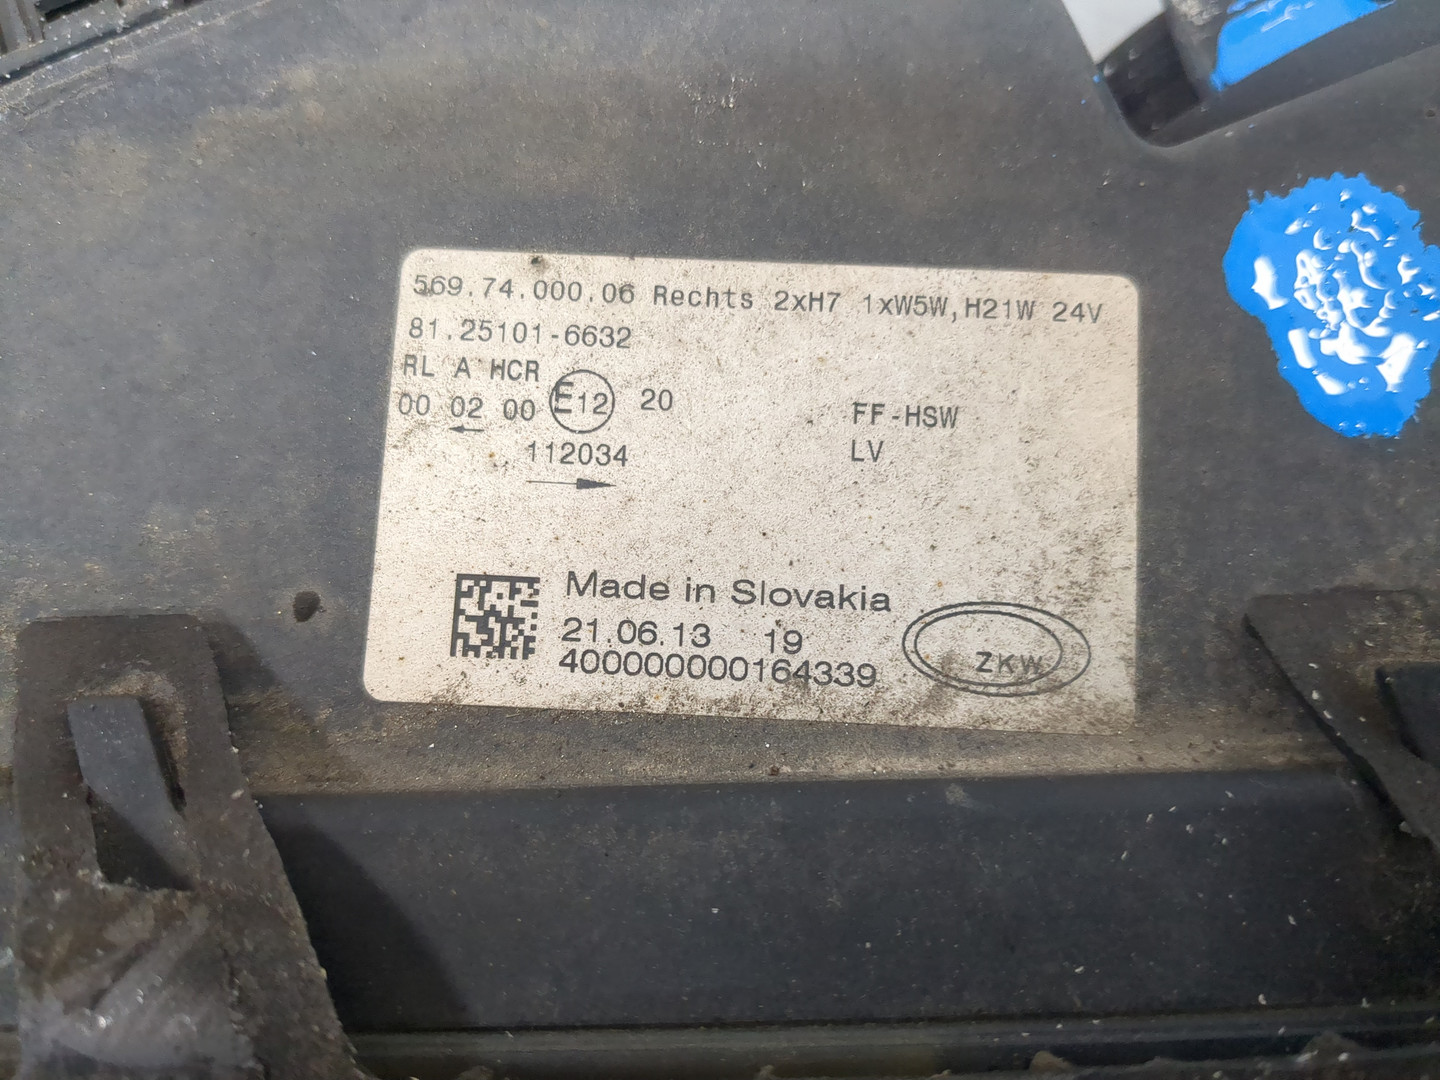 569.74.000.06 Rechts 2xH7 1xW5W,H21W 24V
81.25101-6632
RL A HCR
00 02 00 E12 20
FF-HSW
112034
LV
Made in Slovakia
21.06.13 19
400000000164339
ZKW